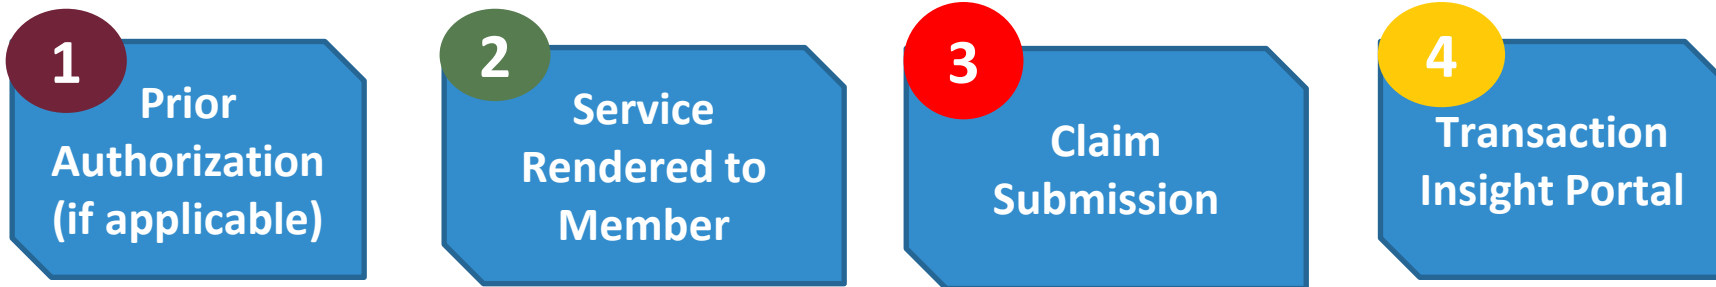 1
Prior
Authorization
(if applicable)
2
Service
Rendered to
Member
3
Claim
Submission
4
Transaction
Insight Portal